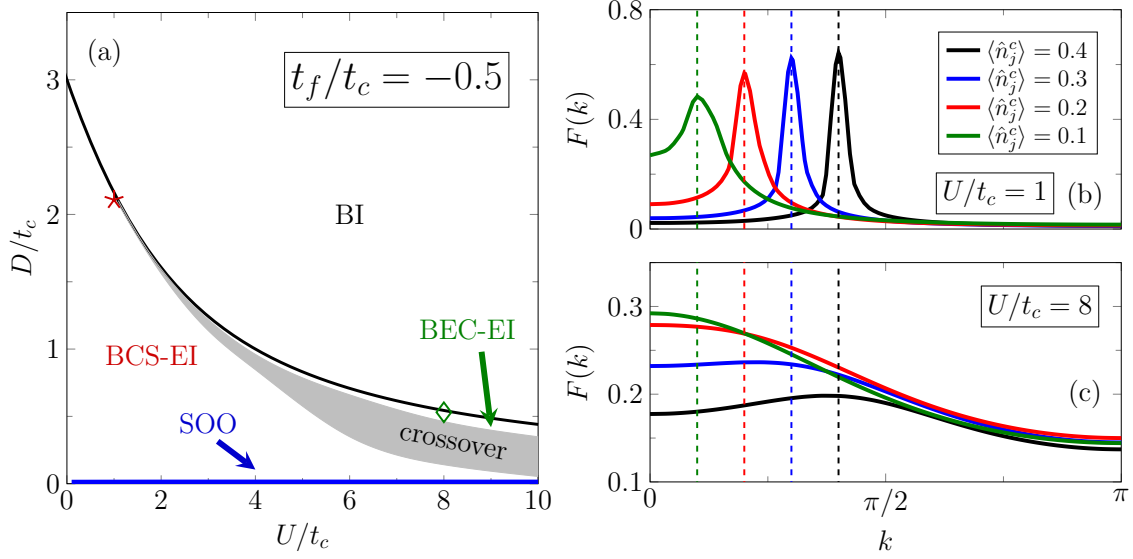 (a)
t_f/t_c = −0.5
3
2
1
0
D/t_c
BI
BCS-EI
BEC-EI
SOO
crossover
0 2 4 6 8 10
U/t_c
0.8
0.4
0
F(k)
⟨n̂_j^c⟩ = 0.4
⟨n̂_j^c⟩ = 0.3
⟨n̂_j^c⟩ = 0.2
⟨n̂_j^c⟩ = 0.1
U/t_c = 1
(b)
0.3
0.2
0.1
F(k)
U/t_c = 8
(c)
0 π/2 π
k